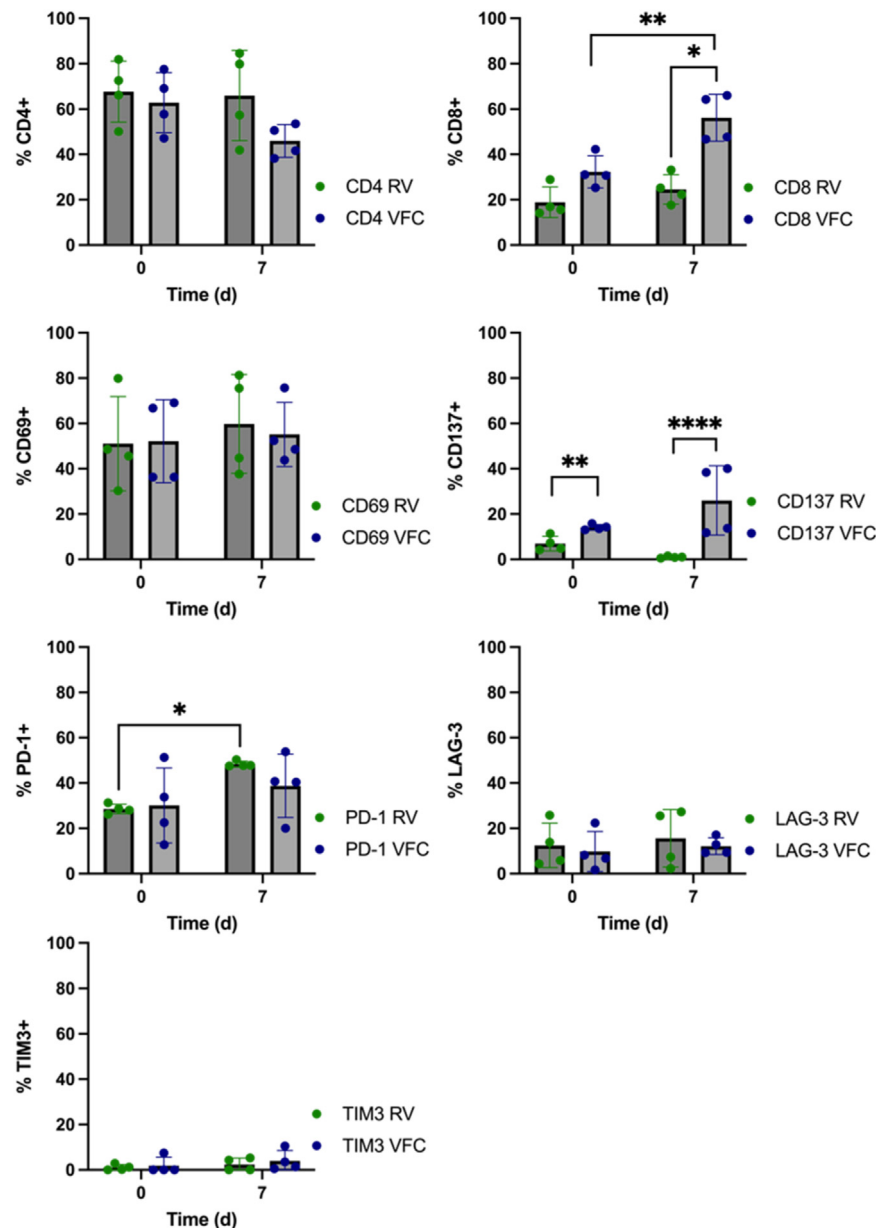 100
80
60
40
20
0
% CD4+
0 7
Time (d)
CD4 RV
CD4 VFC
100
80
60
40
20
0
% CD8+
**
*
0 7
Time (d)
CD8 RV
CD8 VFC
100
80
60
40
20
0
% CD69+
0 7
Time (d)
CD69 RV
CD69 VFC
100
80
60
40
20
0
% CD137+
**
****
0 7
Time (d)
CD137 RV
CD137 VFC
100
80
60
40
20
0
% PD-1+
*
0 7
Time (d)
PD-1 RV
PD-1 VFC
100
80
60
40
20
0
% LAG-3
0 7
Time (d)
LAG-3 RV
LAG-3 VFC
100
80
60
40
20
0
% TIM3+
0 7
Time (d)
TIM3 RV
TIM3 VFC